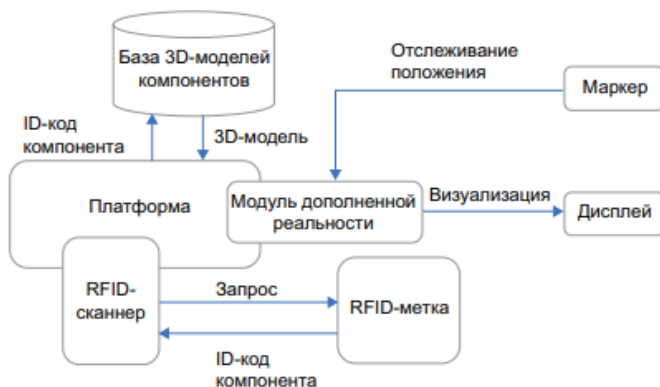 База 3D-моделей
компонентов
Отслеживание
положения
Маркер
ID-код
компонента
3D-модель
Платформа
Модуль дополненной
реальности
Визуализация
Дисплей
RFID-
сканнер
Запрос
RFID-метка
ID-код
компонента